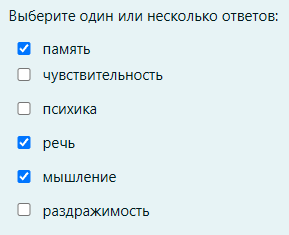 Выберите один или несколько ответов:
память
чувствительность
психика
речь
мышление
раздражимость